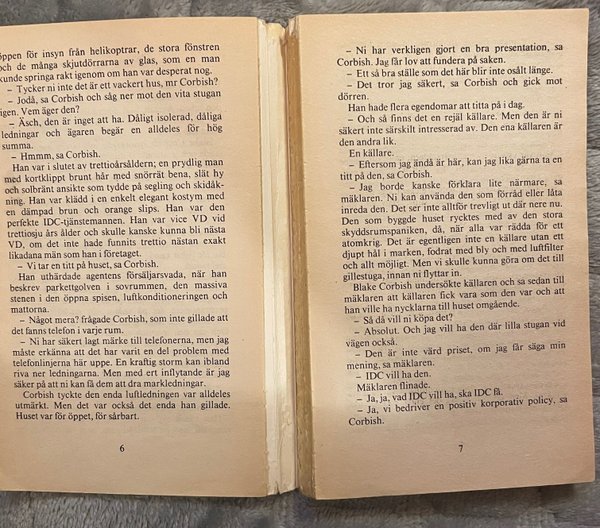 öppen för insyn från helikoptrar, de stora fönstren
och de många skjutdörrarna av glas, som en man
kunde springa rakt igenom om han var desperat nog.
– Tycker ni inte det är ett vackert hus, mr Corbish?
– Jodå, sa Corbish och såg ner mot den vita stugan
igen. Vem äger den?
– Äsch, den är inget att ha. Dåligt isolerad, dåliga
ledningar och ägaren begär en alldeles för hög
summa.
– Hmmm, sa Corbish.
Han var i slutet av trettioårsåldern; en prydlig man
med kortklippt brunt hår med snörrät bena, slät hy
och solbränt ansikte som tydde på segling och skidåk-
ning. Han var klädd i en enkelt elegant kostym med
en dämpad brun och orange slips. Han var den
perfekte IDC-tjänstemannen. Han var vice VD vid
trettiosju års ålder och skulle kanske kunna bli nästa
VD, om det inte hade funnits trettio nästan exakt
likadana män som han i företaget.
– Vi tar en titt på huset, sa Corbish.
Han uthärdade agentens försäljarsvada, när han
beskrev parkettgolven i sovrummen, den massiva
stenen i den öppna spisen, luftkonditioneringen och
mattorna.
– Något mera? frågade Corbish, som inte gillade att
det fanns telefon i varje rum.
– Ni har säkert lagt märke till telefonerna, men jag
måste erkänna att det har varit en del problem med
telefonlinjerna här uppe. En kraftig storm kan ibland
riva ner ledningarna. Men med ert inflytande är jag
säker på att ni kan få dem att dra markledningar.
Corbish tyckte den enda luftledningen var alldeles
utmärkt. Men det var också det enda han gillade.
Huset var för öppet, för sårbart.
6
– Ni har verkligen gjort en bra presentation, sa
Corbish. Jag får lov att fundera på saken.
– Ett så bra ställe som det här blir inte osålt länge.
– Det tror jag säkert, sa Corbish och gick mot
dörren.
Han hade flera egendomar att titta på i dag.
– Och så finns det en rejäl källare. Men den är ni
säkert inte särskilt intresserad av. Den ena källaren är
den andra lik.
En källare.
– Eftersom jag ändå är här, kan jag lika gärna ta en
titt på den, sa Corbish.
– Jag borde kanske förklara lite närmare, sa
mäklaren. Ni kan använda den som förråd eller låta
inreda den. Det ser inte alltför trevligt ut där nere nu.
Den som byggde huset rycktes med av den stora
skyddsrumspaniken, då, när alla var rädda för ett
atomkrig. Det är egentligen inte en källare utan ett
djupt hål i marken, fodrat med bly och med luftfilter
och allt möjligt. Men vi skulle kunna göra om det till
gillestuga, innan ni flyttar in.
Blake Corbish undersökte källaren och sa sedan till
mäklaren att källaren fick vara som den var och att
han ville ha nycklarna till huset omgående.
– Så då vill ni köpa det?
– Absolut. Och jag vill ha den där lilla stugan vid
vägen också.
– Den är inte värd priset, om jag får säga min
mening, sa mäklaren.
– IDC vill ha den.
Mäklaren flinade.
– Ja, ja, vad IDC vill ha, ska IDC få.
– Ja, vi bedriver en positiv korporativ policy, sa
Corbish.
7